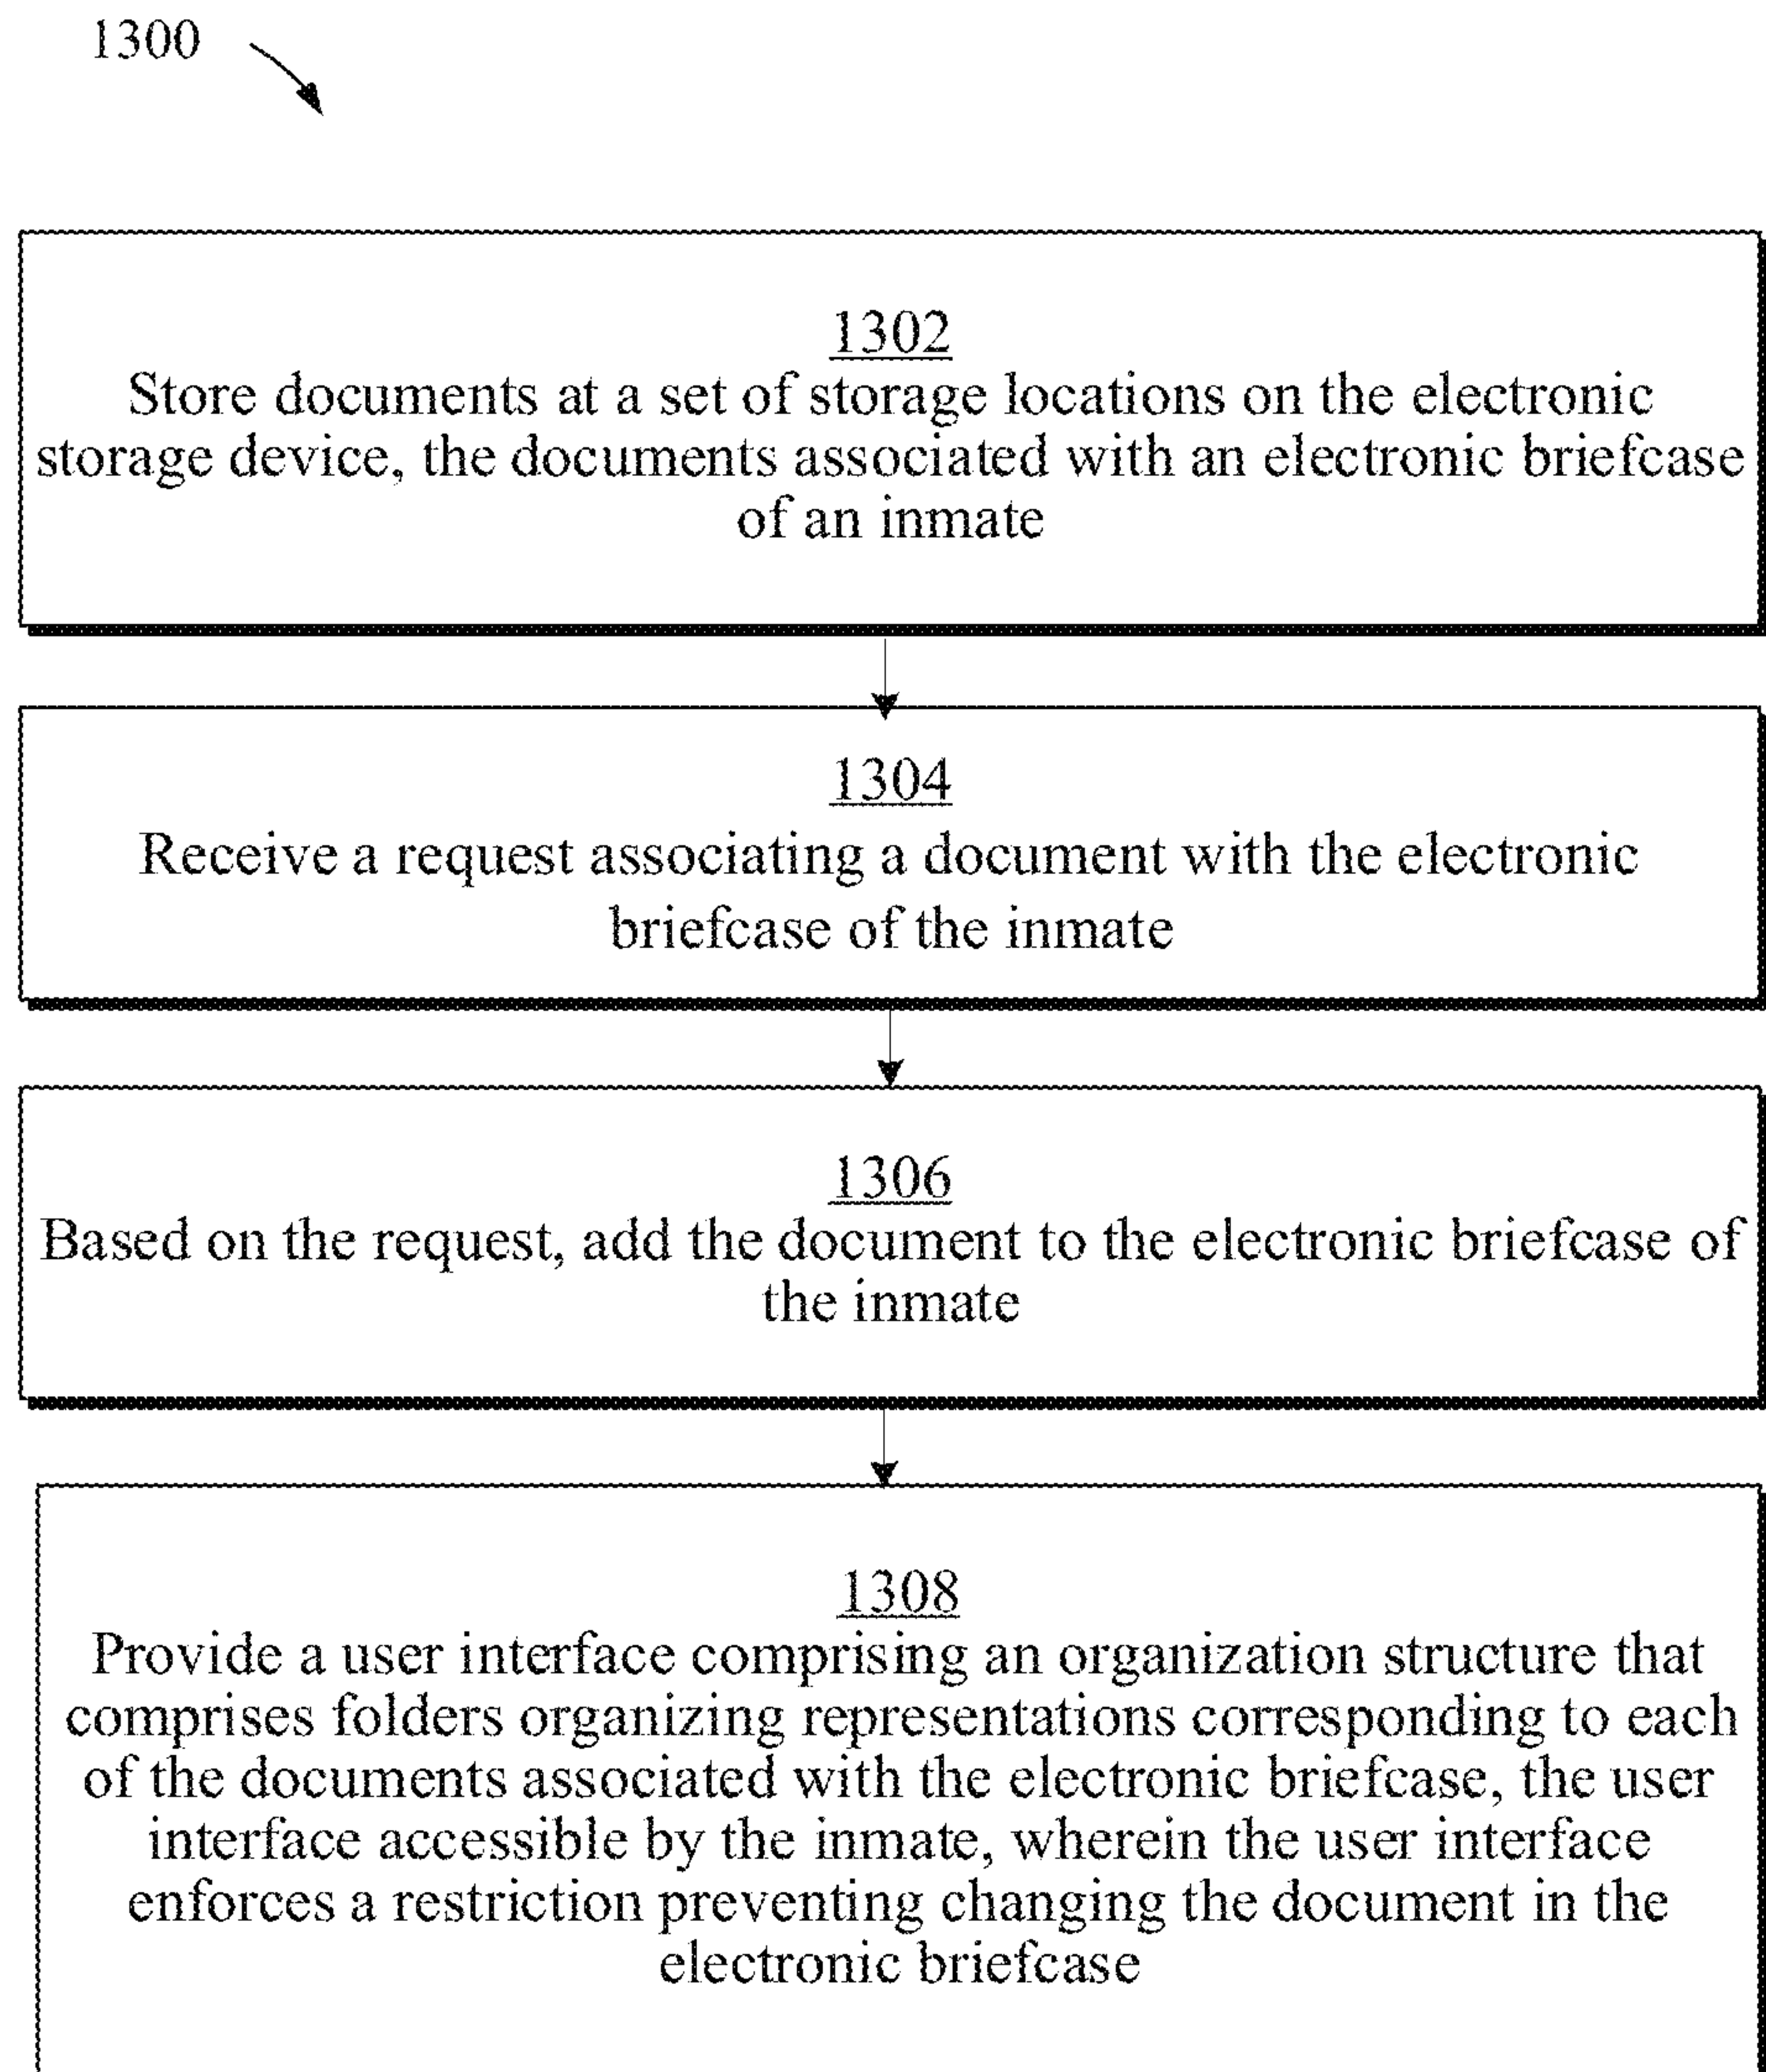 1300
1302
Store documents at a set of storage locations on the electronic
storage device, the documents associated with an electronic briefcase
of an inmate
1304
Receive a request associating a document with the electronic
briefcase of the inmate
1306
Based on the request, add the document to the electronic briefcase of
the inmate
1308
Provide a user interface comprising an organization structure that
comprises folders organizing representations corresponding to each
of the documents associated with the electronic briefcase, the user
interface accessible by the inmate, wherein the user interface
enforces a restriction preventing changing the document in the
electronic briefcase